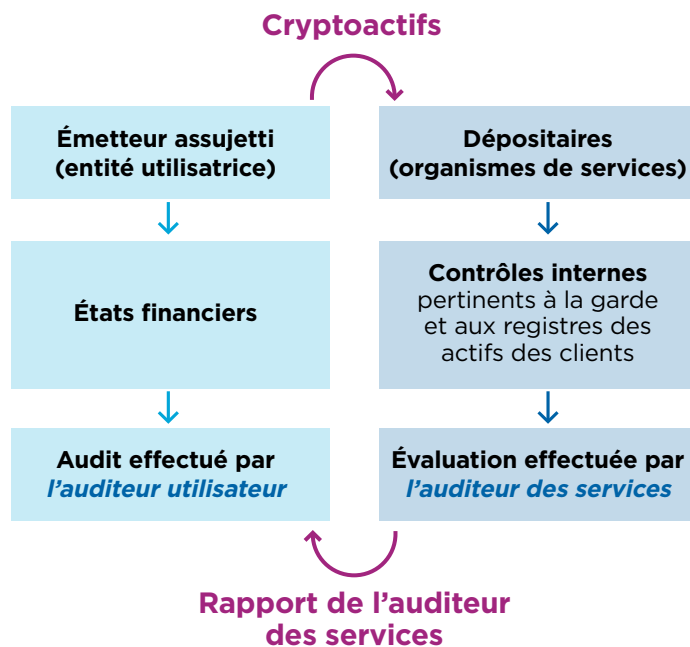 Cryptoactifs
Émetteur assujetti
(entité utilisatrice)
Dépositaires
(organismes de services)
États financiers
Contrôles internes
pertinents à la garde
et aux registres des
actifs des clients
Audit effectué par
l’auditeur utilisateur
Évaluation effectuée par
l’auditeur des services
Rapport de l’auditeur
des services